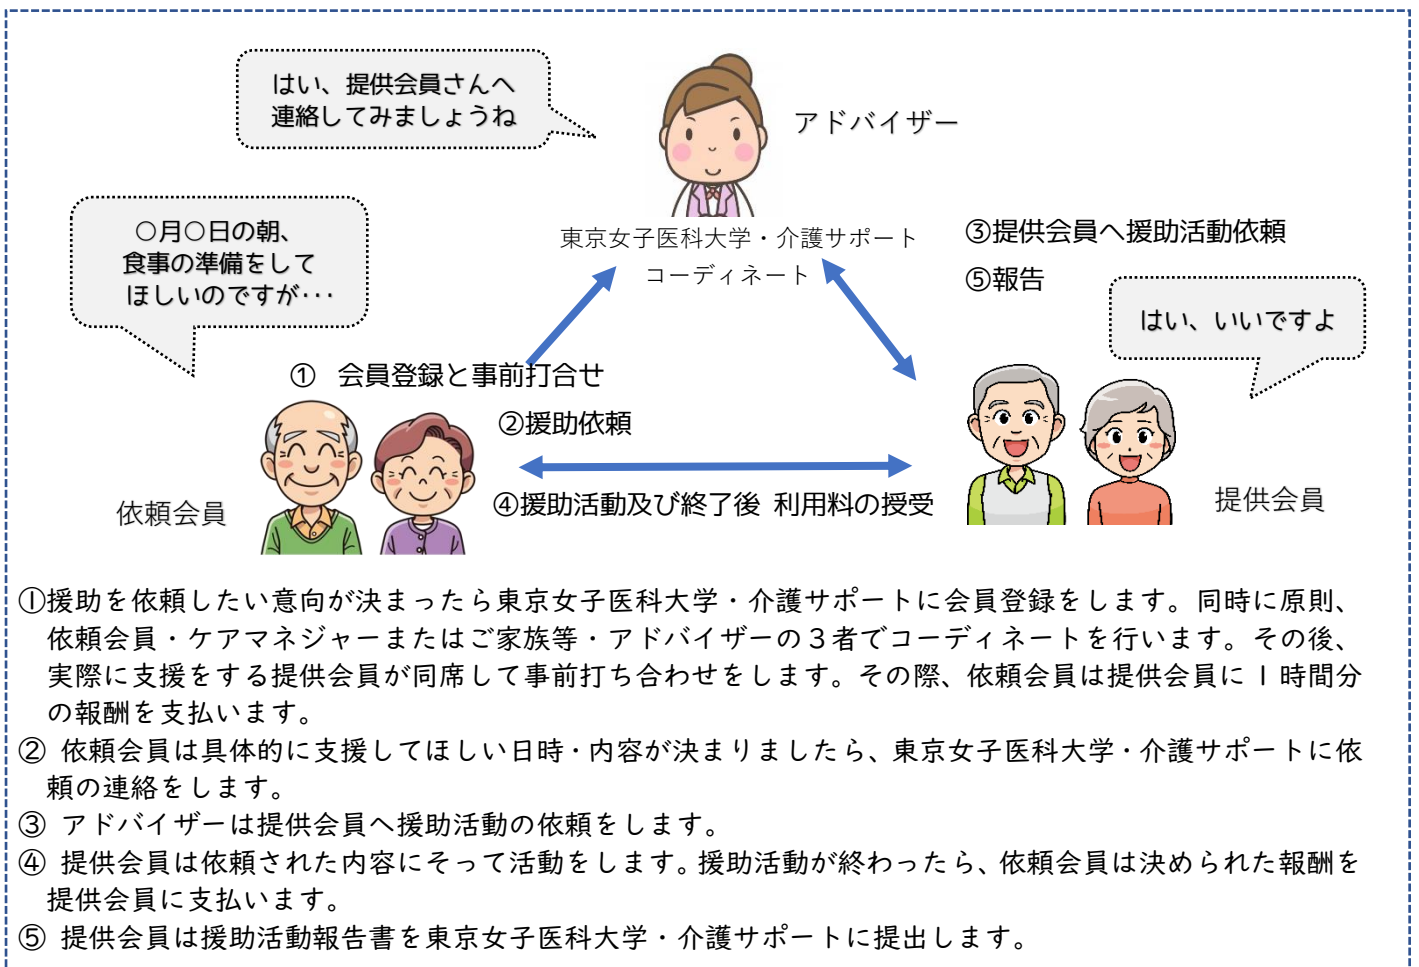 はい、提供会員さんへ
連絡してみましょうね
アドバイザー
○月○日の朝、
食事の準備をして
ほしいのですが・・・
東京女子医科大学・介護サポート
コーディネート
③提供会員へ援助活動依頼
⑤報告
はい、いいですよ
① 会員登録と事前打合せ
②援助依頼
依頼会員
④援助活動及び終了後 利用料の授受
提供会員
①援助を依頼したい意向が決まったら東京女子医科大学・介護サポートに会員登録をします。同時に原則、
依頼会員・ケアマネジャーまたはご家族等・アドバイザーの３者でコーディネートを行います。その後、
実際に支援をする提供会員が同席して事前打ち合わせをします。その際、依頼会員は提供会員に１時間分
の報酬を支払います。
② 依頼会員は具体的に支援してほしい日時・内容が決まりましたら、東京女子医科大学・介護サポートに依
頼の連絡をします。
③ アドバイザーは提供会員へ援助活動の依頼をします。
④ 提供会員は依頼された内容にそって活動をします。援助活動が終わったら、依頼会員は決められた報酬を
提供会員に支払います。
⑤ 提供会員は援助活動報告書を東京女子医科大学・介護サポートに提出します。